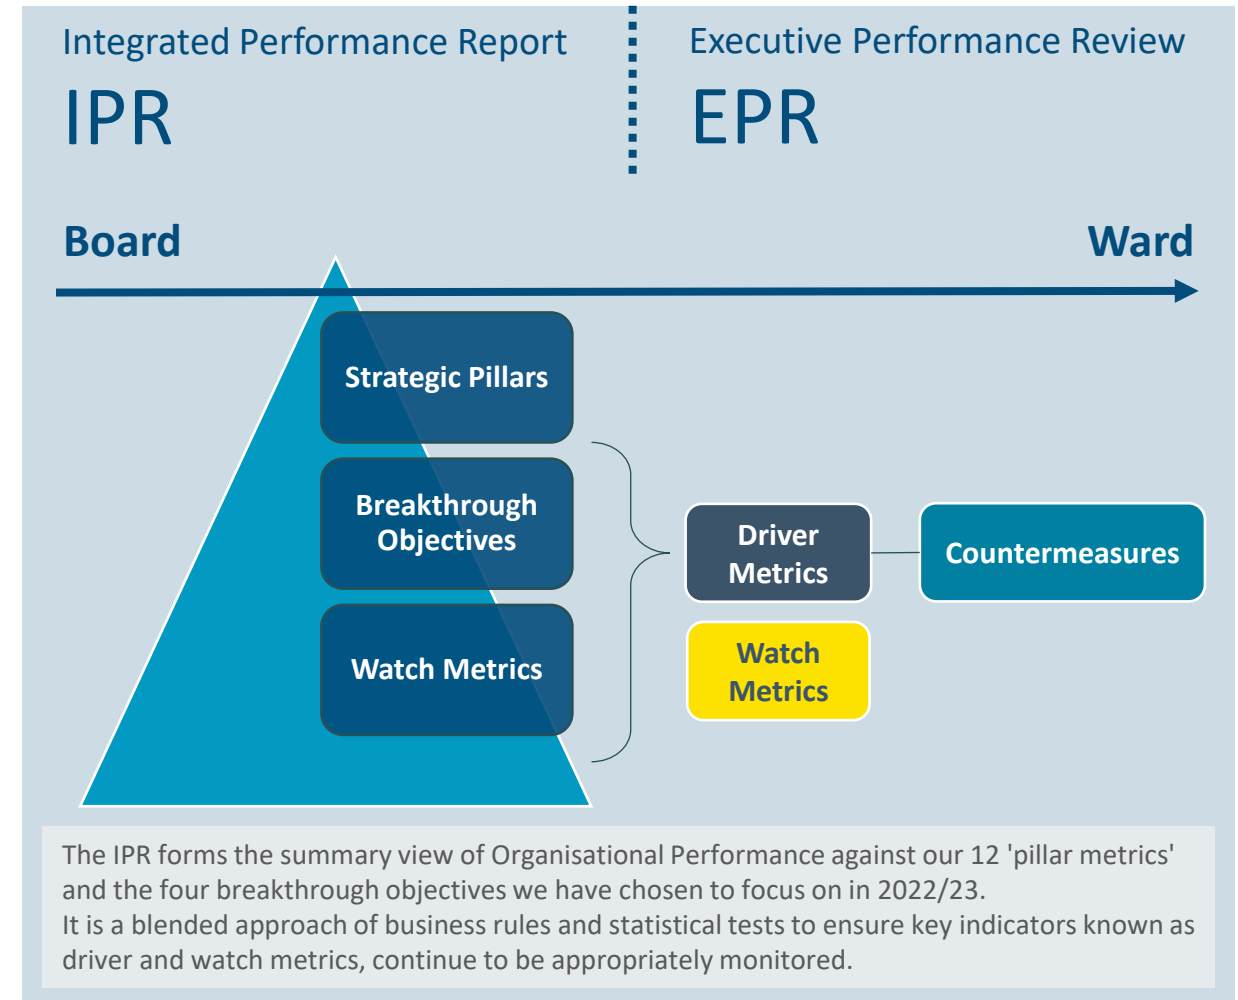 Integrated Performance Report
IPR
Executive Performance Review
EPR
Board
Ward
Strategic Pillars
Breakthrough
Objectives
Watch Metrics
Driver
Metrics
Countermeasures
Watch
Metrics
The IPR forms the summary view of Organisational Performance against our 12 'pillar metrics'
and the four breakthrough objectives we have chosen to focus on in 2022/23.
It is a blended approach of business rules and statistical tests to ensure key indicators known as
driver and watch metrics, continue to be appropriately monitored.